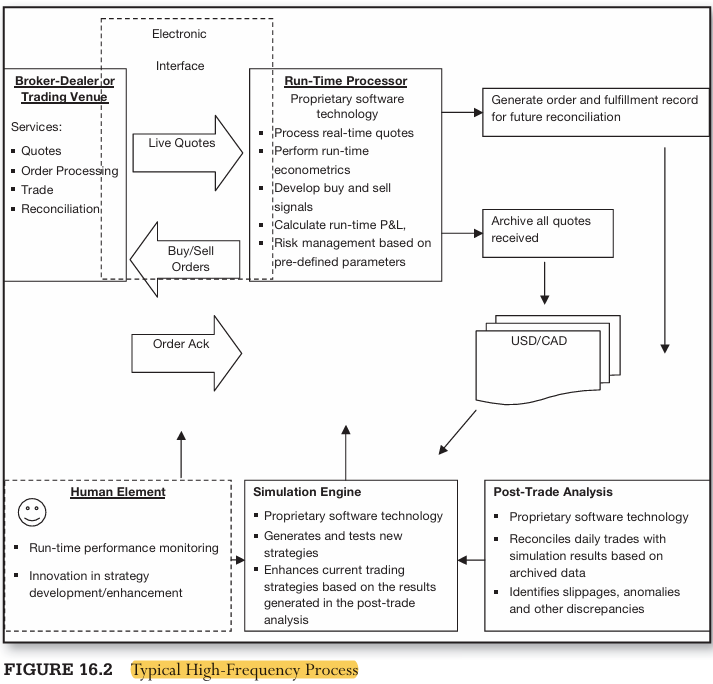 Electronic
Interface
Broker-Dealer or
Trading Venue
Services:
▪ Quotes
▪ Order Processing
▪ Trade
▪ Reconciliation
Live Quotes
Buy/Sell
Orders
Order Ack
Run-Time Processor
Proprietary software
technology
▪ Process real-time quotes
▪ Perform run-time
econometrics
▪ Develop buy and sell
signals
▪ Calculate run-time P&L,
▪ Risk management based on
pre-defined parameters
Generate order and fulfillment record
for future reconciliation
Archive all quotes
received
USD/CAD
Human Element
▪ Run-time performance monitoring
▪ Innovation in strategy
development/enhancement
Simulation Engine
▪ Proprietary software technology
▪ Generates and tests new
strategies
▪ Enhances current trading
strategies based on the results
generated in the post-trade
analysis
Post-Trade Analysis
▪ Proprietary software technology
▪ Reconciles daily trades with
simulation results based on
archived data
▪ Identifies slippages, anomalies
and other discrepancies
FIGURE 16.2 Typical High-Frequency Process